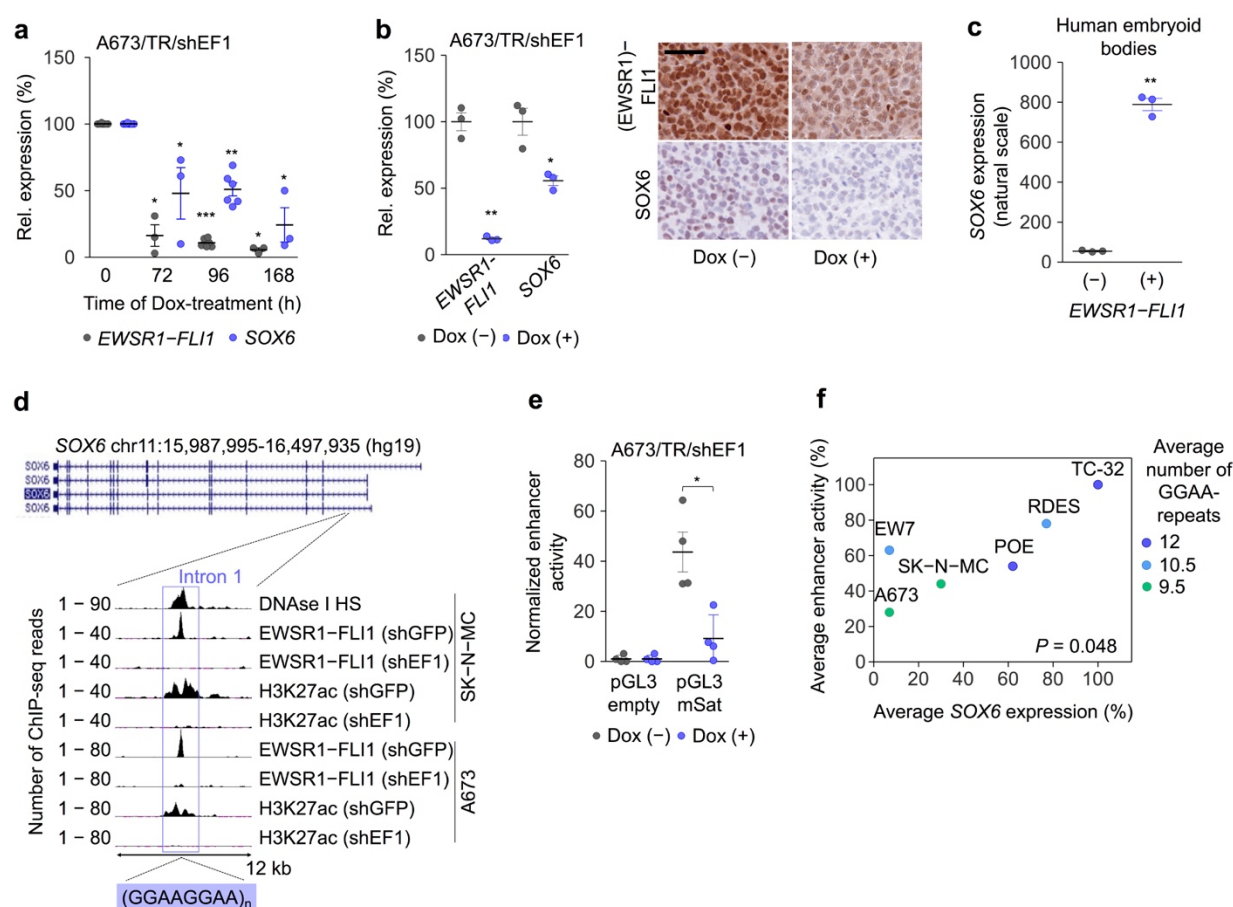 a
A673/TR/shEF1
Rel. expression (%)
150
100
50
0
*
*
***
**
*
*
0 72 96 168
Time of Dox-treatment (h)
EWSR1−FLI1 SOX6
b
A673/TR/shEF1
Rel. expression (%)
150
100
50
0
**
*
EWSR1-
FLI1
SOX6
Dox (−) Dox (+)
(EWSR1)−
FLI1
SOX6
Dox (−) Dox (+)
c
Human embryoid
bodies
SOX6 expression
(natural scale)
1000
800
600
400
200
0
**
(−) (+)
EWSR1−FLI1
d
SOX6 chr11:15,987,995-16,497,935 (hg19)
SOX6
SOX6
SOX6
SOX6
Intron 1
Number of ChIP-seq reads
1 − 90 DNAse I HS
1 − 40 EWSR1−FLI1 (shGFP)
1 − 40 EWSR1−FLI1 (shEF1)
1 − 40 H3K27ac (shGFP)
1 − 40 H3K27ac (shEF1)
SK−N−MC
1 − 80 EWSR1−FLI1 (shGFP)
1 − 80 EWSR1−FLI1 (shEF1)
1 − 80 H3K27ac (shGFP)
1 − 80 H3K27ac (shEF1)
A673
12 kb
(GGAAGGAA)n
e
A673/TR/shEF1
Normalized enhancer
activity
80
60
40
20
0
*
pGL3
empty
pGL3
mSat
Dox (−) Dox (+)
f
Average enhancer activity (%)
100
80
60
40
20
0
TC-32
RDES
EW7
POE
SK−N−MC
A673
P = 0.048
0 20 40 60 80 100
Average SOX6 expression (%)
Average
number of
GGAA-
repeats
12
10.5
9.5